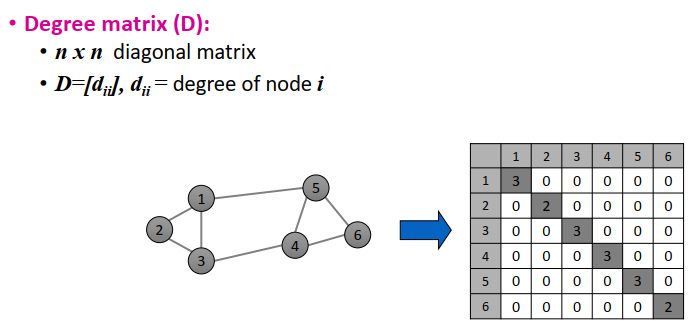 • Degree matrix (D):
• n x n diagonal matrix
• D=[dii], dii = degree of node i
1 2 3 4 5 6
1 3 0 0 0 0 0
2 0 2 0 0 0 0
3 0 0 3 0 0 0
4 0 0 0 3 0 0
5 0 0 0 0 3 0
6 0 0 0 0 0 2
5
1
2
6
4
3